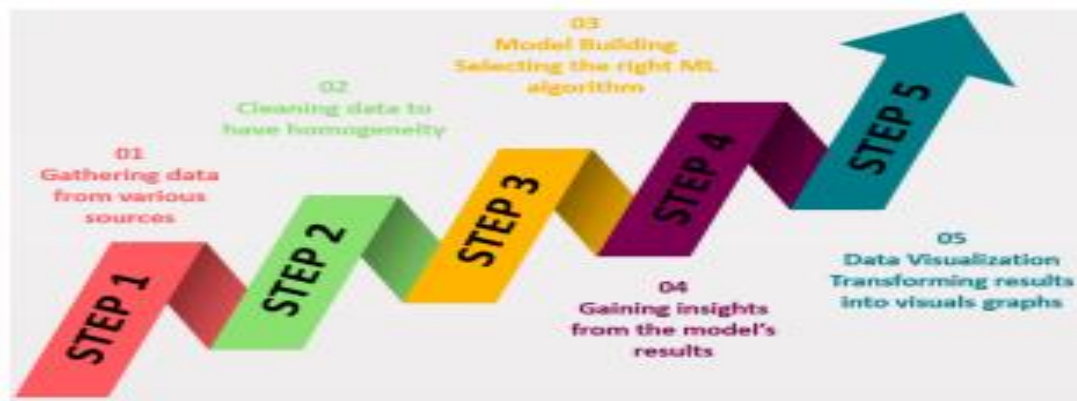 01
Gathering data
from various
sources
STEP 1
02
Cleaning data to
have homogeneity
STEP 2
03
Model Building
Selecting the right ML
algorithm
STEP 3
04
Gaining insights
from the model's
results
STEP 4
05
Data Visualization
Transforming results
into visuals graphs
STEP 5